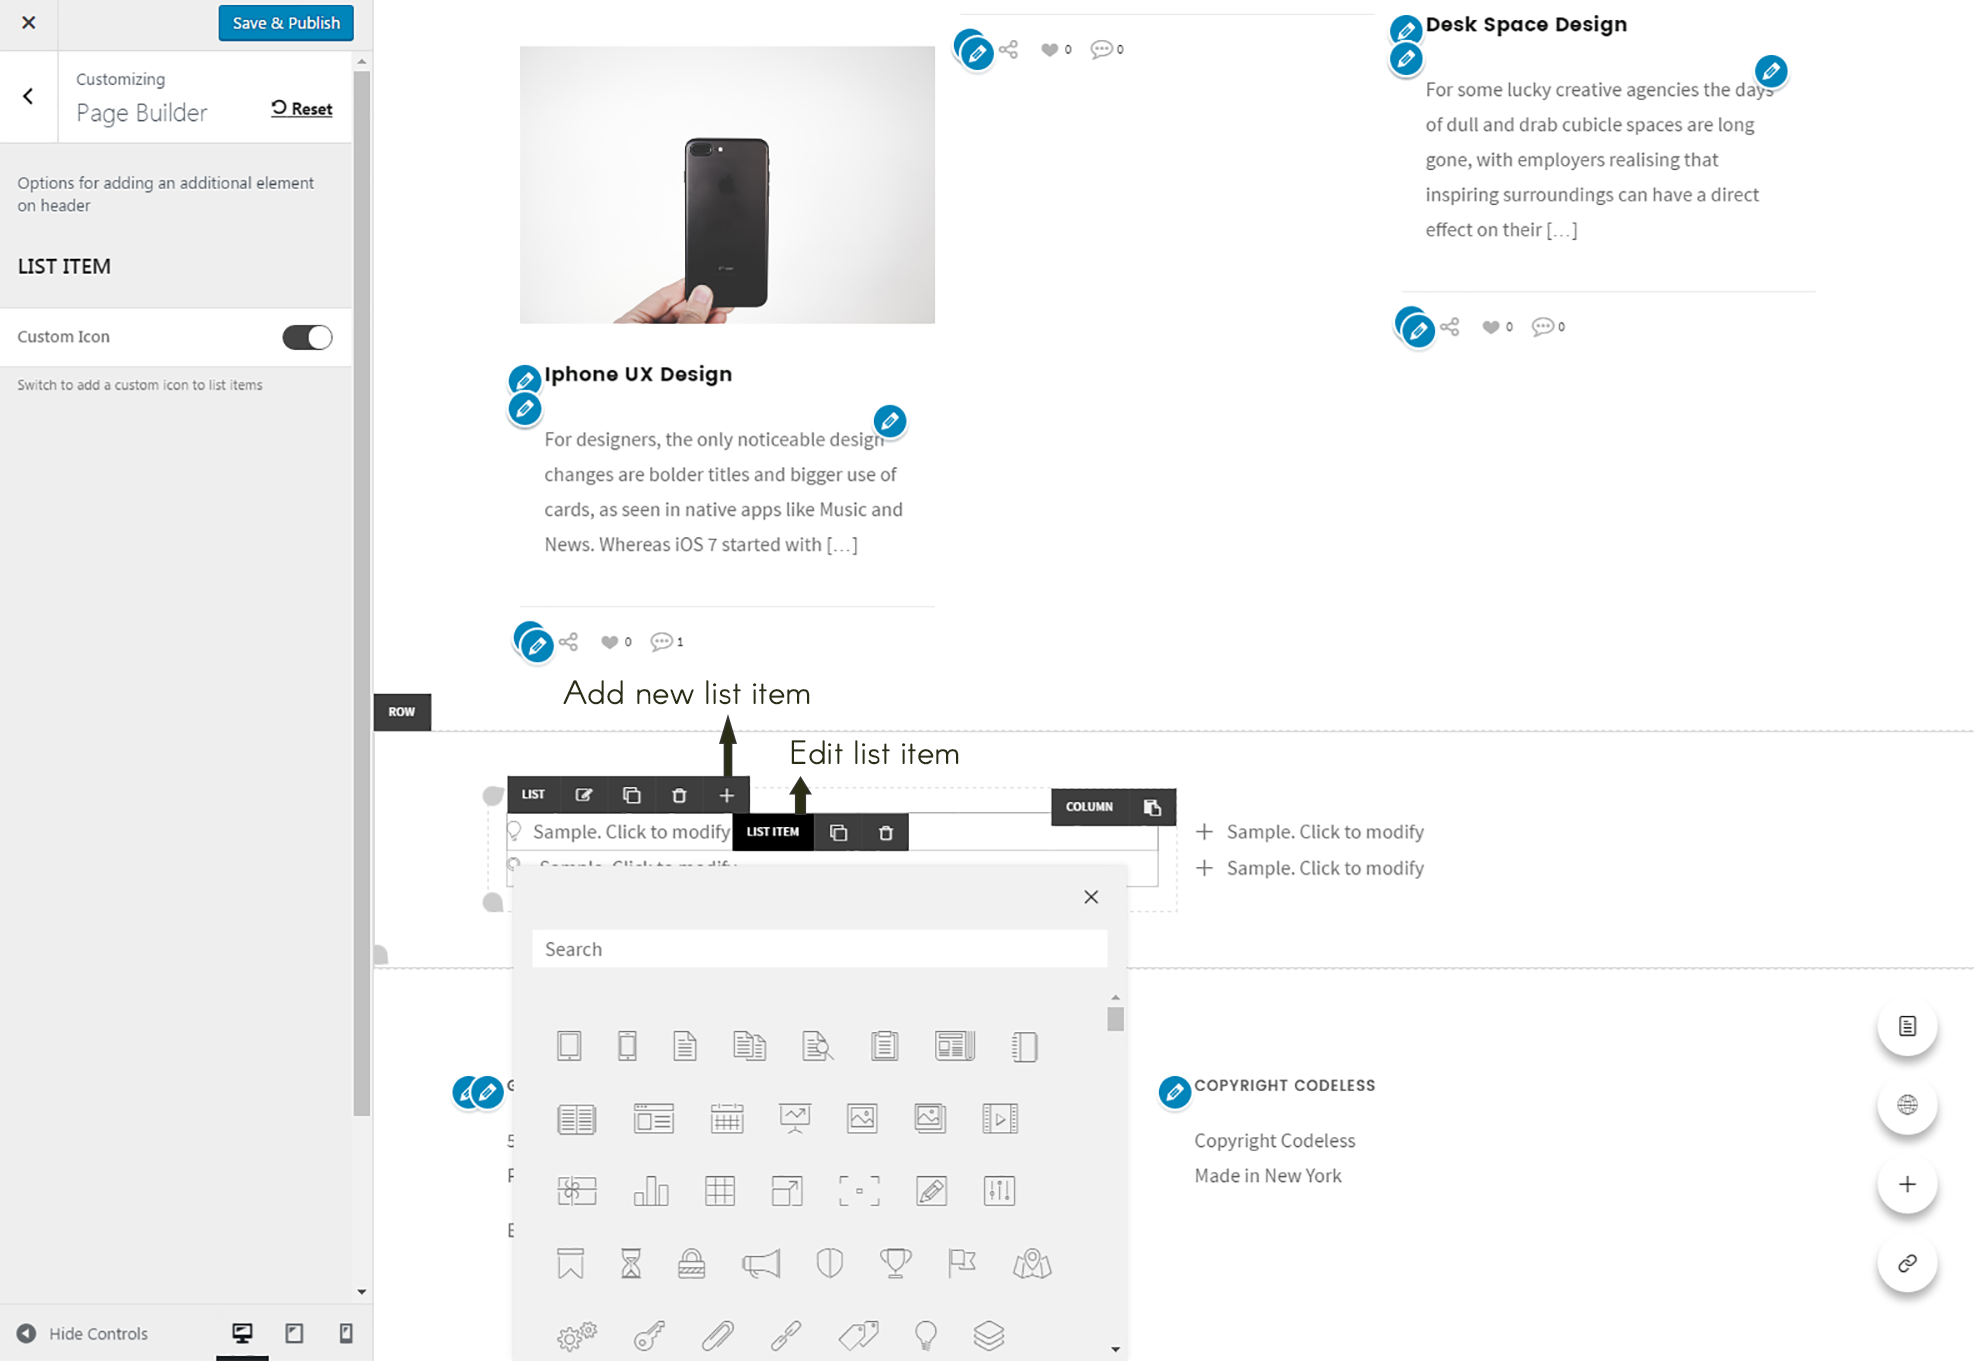 Save & Publish
Customizing
Page Builder
Reset
Options for adding an additional element
on header
LIST ITEM
Custom Icon
Switch to add a custom icon to list items
Hide Controls
Iphone UX Design
For designers, the only noticeable design
changes are bolder titles and bigger use of
cards, as seen in native apps like Music and
News. Whereas iOS 7 started with [...]
0
1
0
0
Desk Space Design
For some lucky creative agencies the days
of dull and drab cubicle spaces are long
gone, with employers realising that
inspiring surroundings can have a direct
effect on their [...]
0
0
Add new list item
Edit list item
ROW
LIST
COLUMN
Sample. Click to modify
LIST ITEM
Sample. Click to modify
Sample. Click to modify
Sample. Click to modify
Search
COPYRIGHT CODELESS
Copyright Codeless
Made in New York